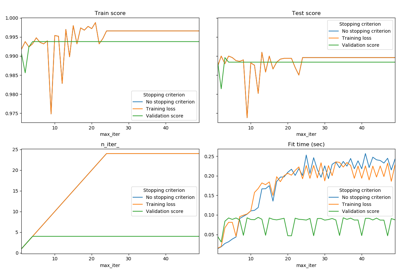 Train score
1.000
0.995
0.990
0.985
0.980
0.975
Stopping criterion
No stopping criterion
Training loss
Validation score
10
20
30
40
max_iter
Test score
Stopping criterion
No stopping criterion
Training loss
Validation score
10
20
30
40
max_iter
n_iter_
25
20
15
10
5
0
Stopping criterion
No stopping criterion
Training loss
Validation score
10
20
30
40
max_iter
Fit time (sec)
0.25
0.20
0.15
0.10
0.05
Stopping criterion
No stopping criterion
Training loss
Validation score
10
20
30
40
max_iter